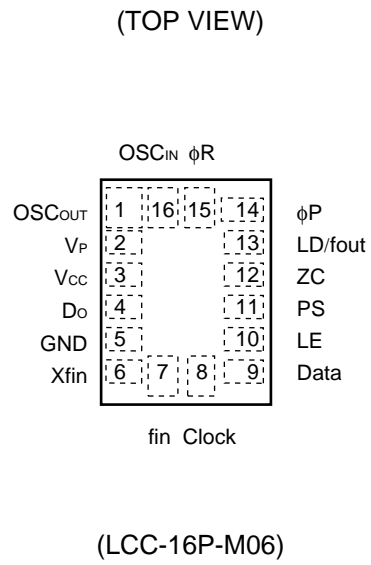 (TOP VIEW)
OSCIN ϕR
OSCOUT 1 16 15 14 ϕP
VP 2 13 LD/fout
VCC 3 12 ZC
DO 4 11 PS
GND 5 10 LE
Xfin 6 7 8 9 Data
fin Clock
(LCC-16P-M06)